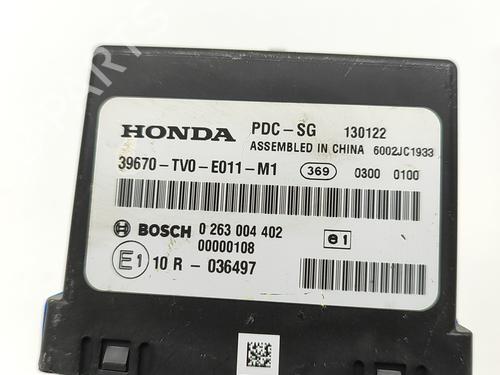 HONDA PDC-SG 130122
ASSEMBLED IN CHINA 6002JC1933
39670-TV0-E011-M1 369 0300 0100
BOSCH 0 263 004 402
00000108
e1
E1 10 R - 036497
PARTS